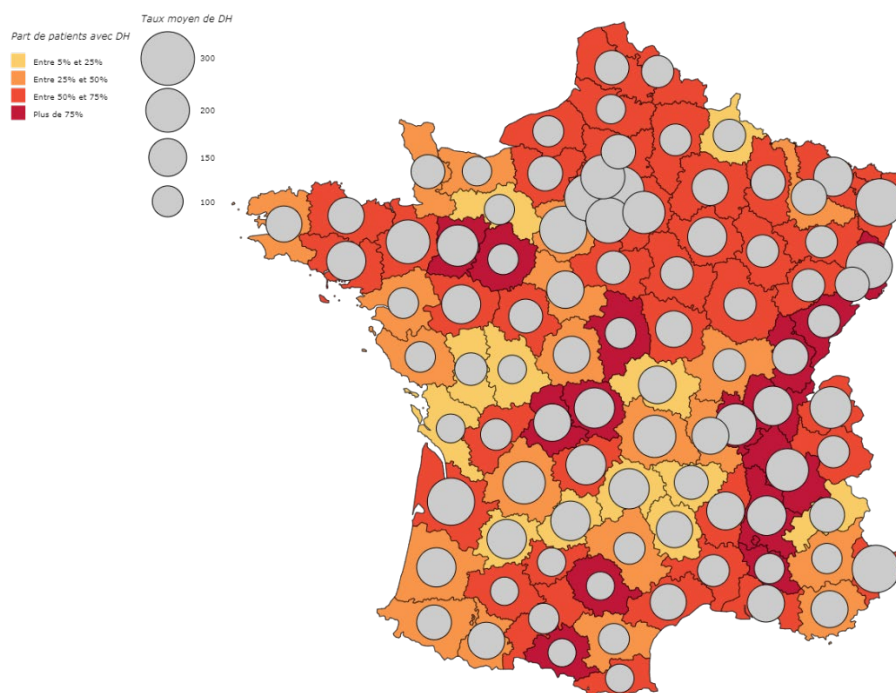 Taux moyen de DH
Part de patients avec DH
Entre 5% et 25%
Entre 25% et 50%
Entre 50% et 75%
Plus de 75%
300
200
150
100